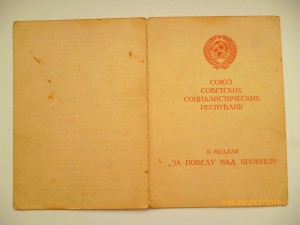 СОЮЗ
СОВЕТСКИХ
СОЦИАЛИСТИЧЕСКИХ
РЕСПУБЛИК
К МЕДАЛИ
„ЗА ПОБЕДУ НАД ЯПОНИЕЙ“